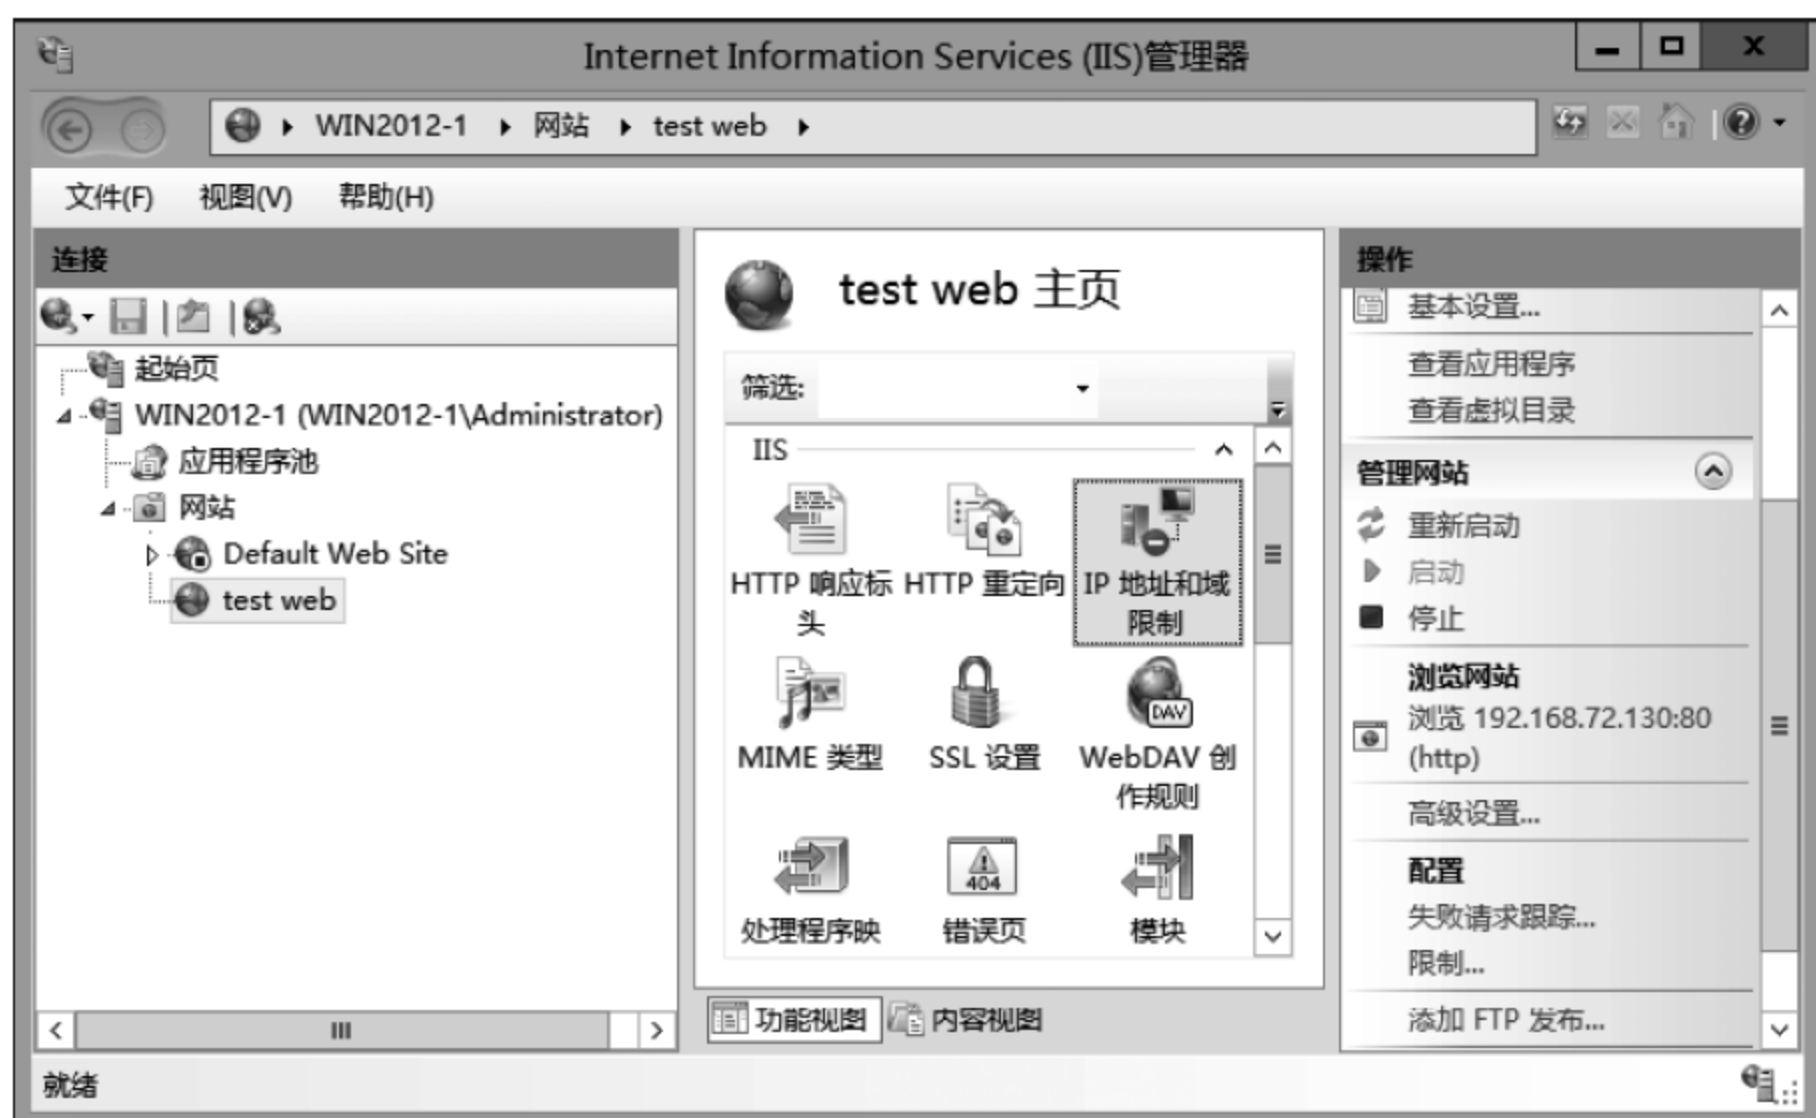 Internet Information Services (IIS)管理器
WIN2012-1 网站 test web
文件(F) 视图(V) 帮助(H)
连接
起始页
WIN2012-1 (WIN2012-1\Administrator)
应用程序池
网站
Default Web Site
test web
test web 主页
筛选:
IIS
HTTP 响应标
头
HTTP 重定向
IP 地址和域
限制
MIME 类型
SSL 设置
WebDAV 创
作规则
DAV
处理程序映
错误页
404
模块
功能视图 内容视图
操作
基本设置...
查看应用程序
查看虚拟目录
管理网站
重新启动
启动
停止
浏览网站
浏览 192.168.72.130:80
(http)
高级设置...
配置
失败请求跟踪...
限制...
添加 FTP 发布...
就绪